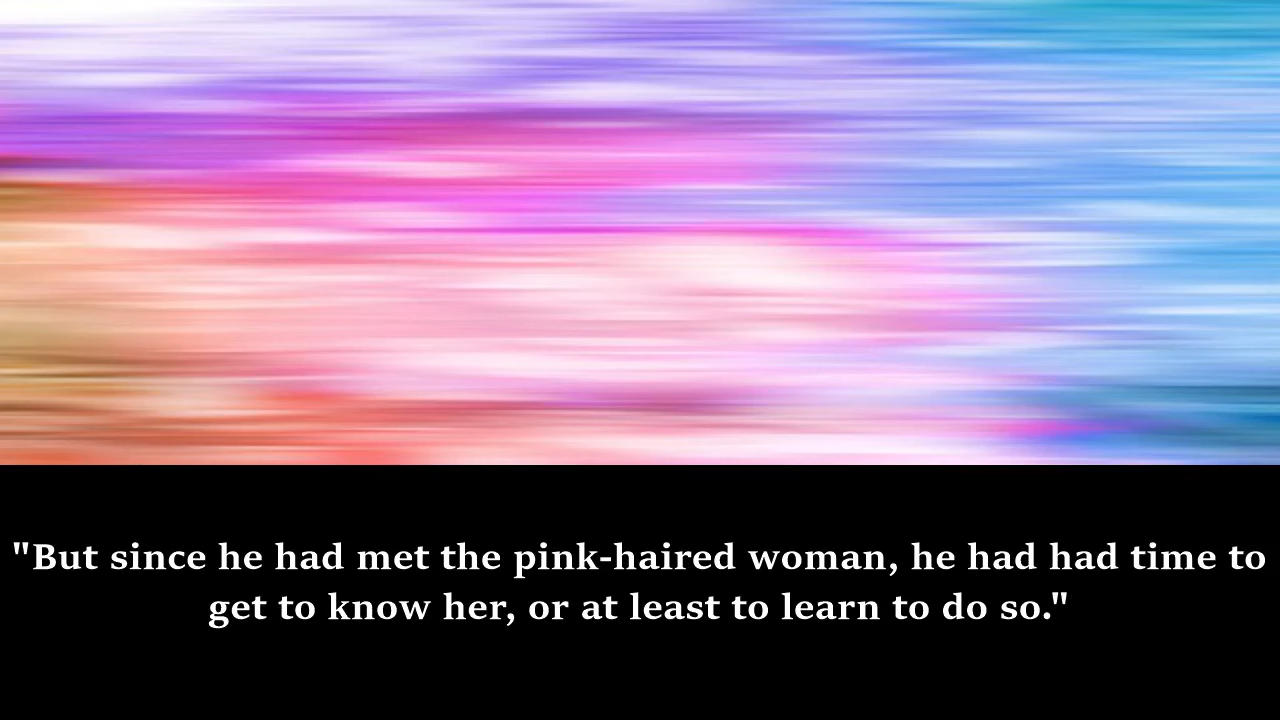 "But since he had met the pink-haired woman, he had had time to
get to know her, or at least to learn to do so."